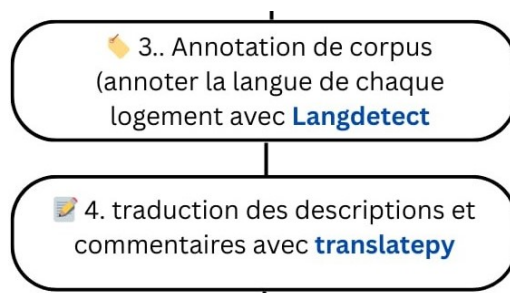 🏷️ 3.. Annotation de corpus
(annoter la langue de chaque
logement avec Langdetect
📝 4. traduction des descriptions et
commentaires avec translatepy